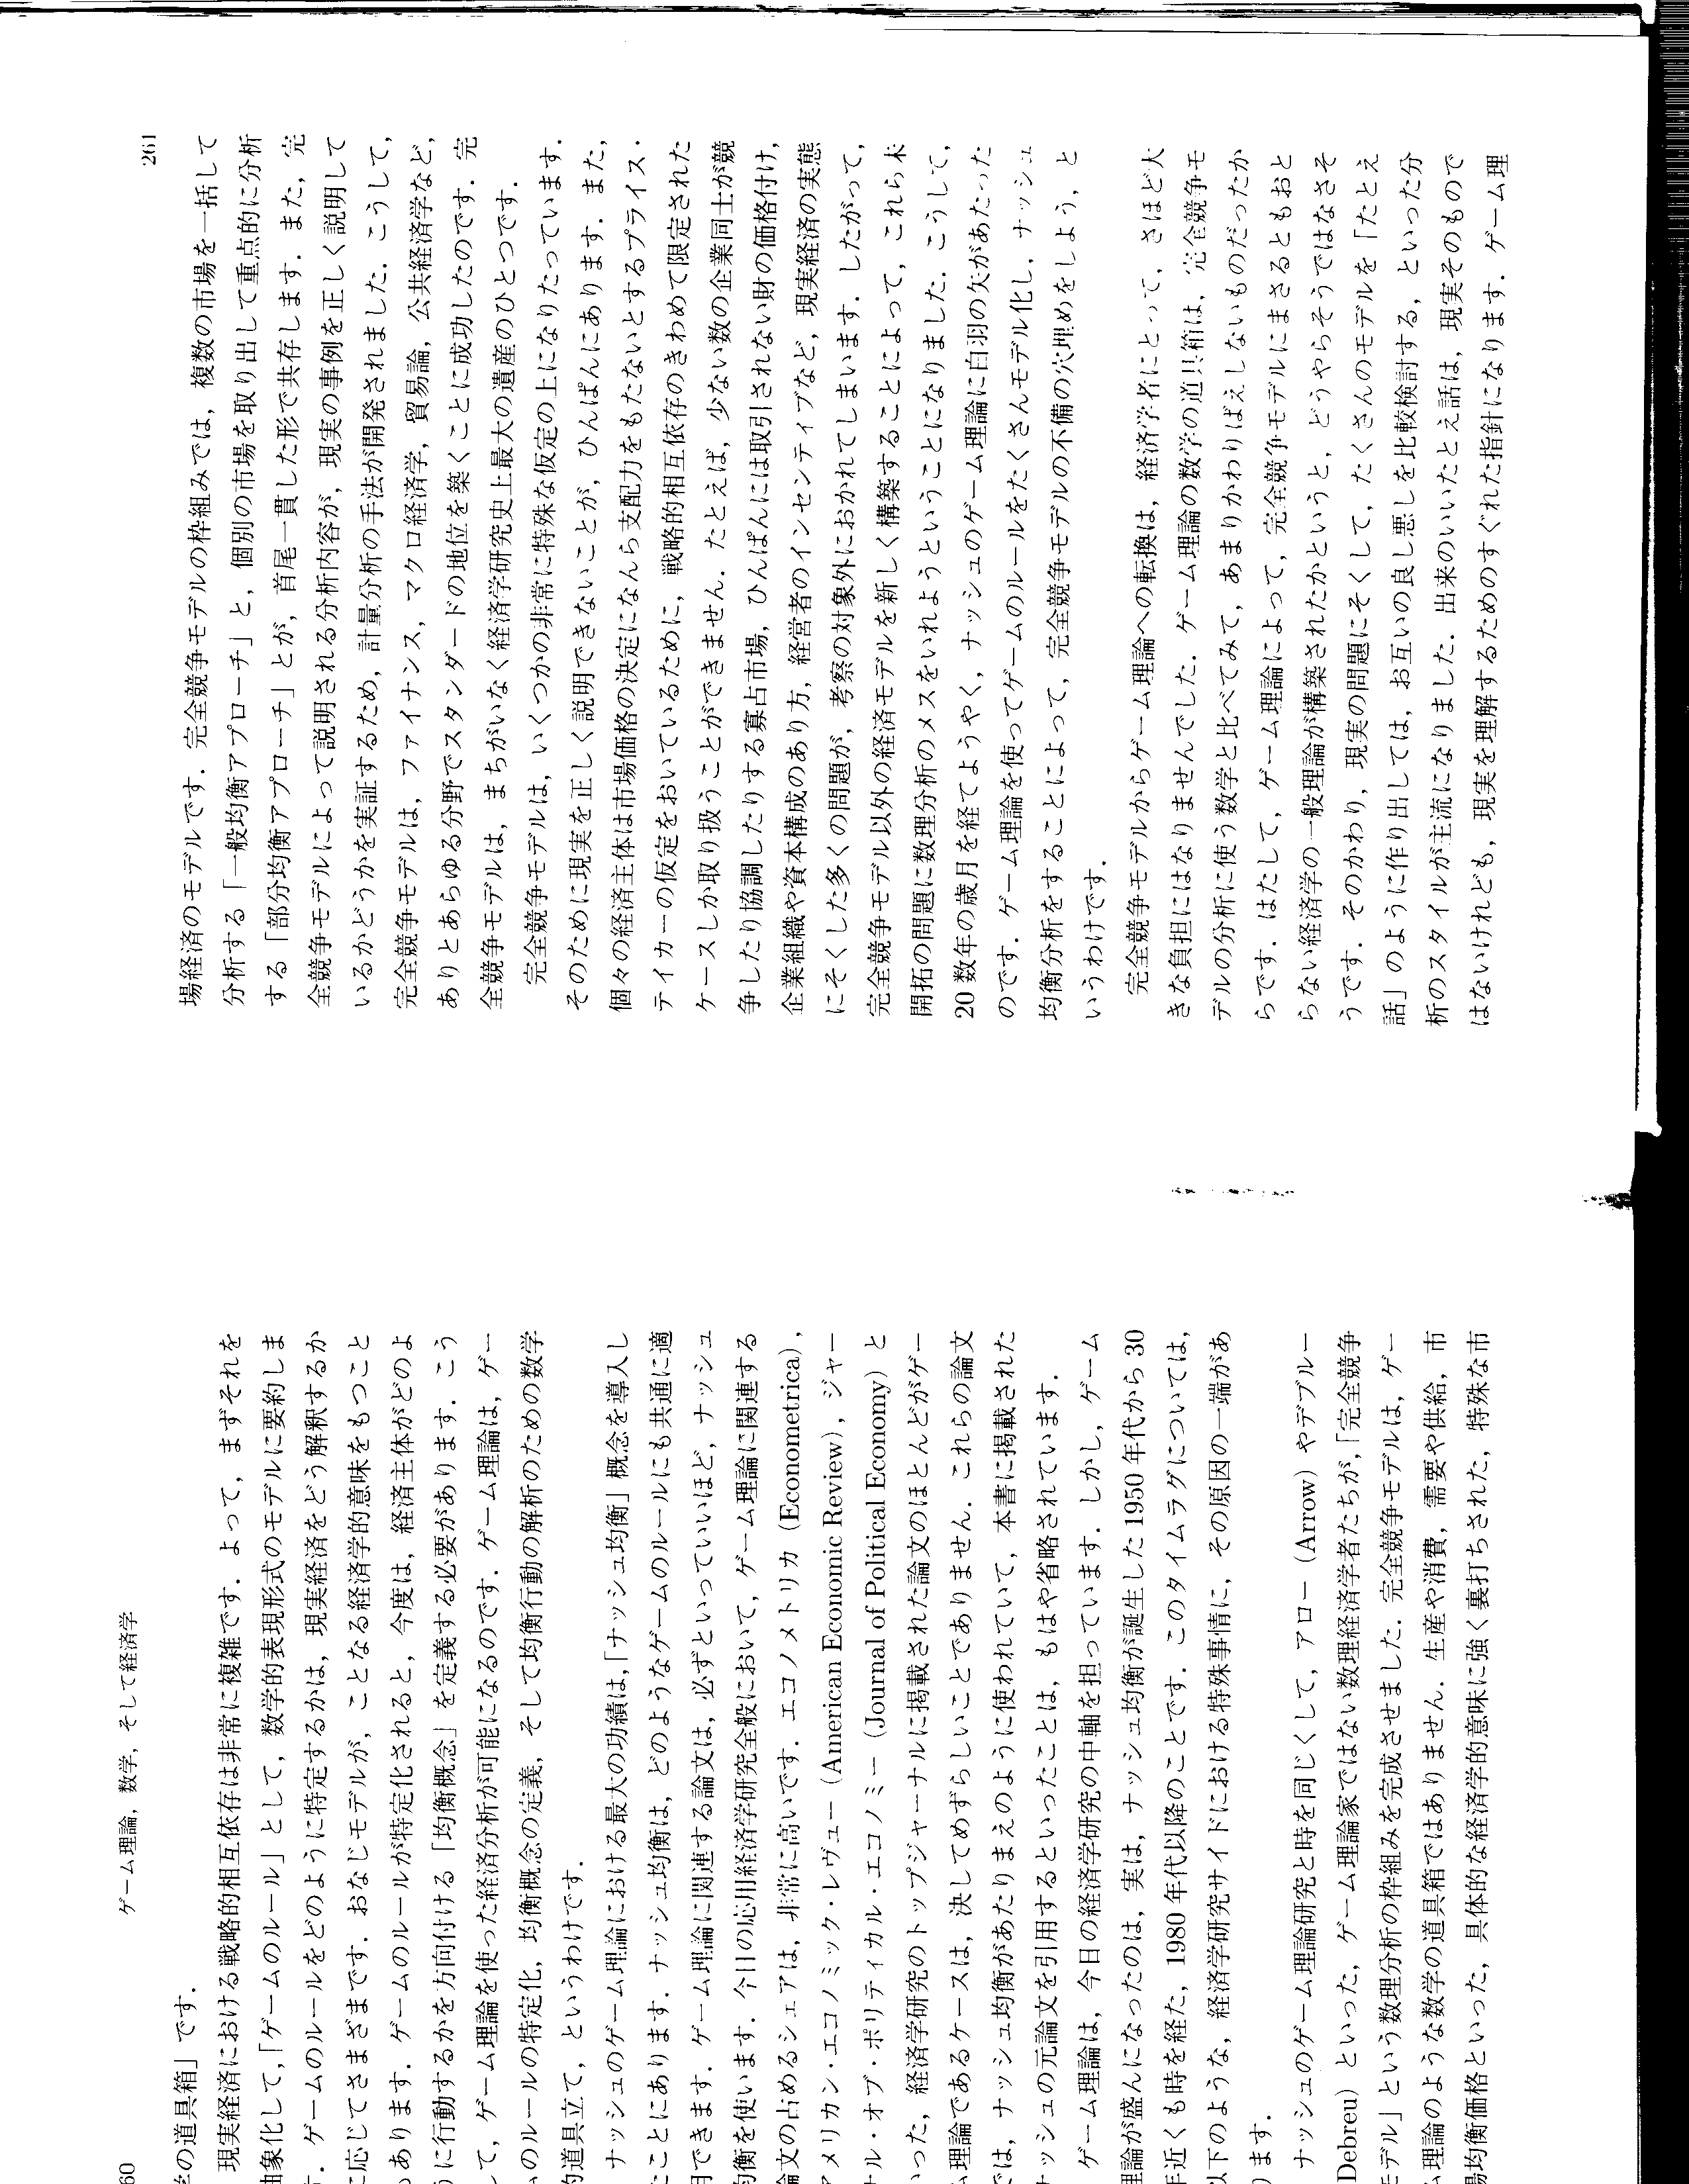 60
ゲーム理論,数学,そして経済学
学の道具箱」です.
現実経済における戦略的相互依存は非常に複雑です.よって,まずそれを
抽象化して,「ゲームのルール」として,数学的表現形式のモデルに要約しま
す.ゲームのルールをどのように特定するかは,現実経済をどう解釈するか
に応じてさまざまです.おなじモデルが,ことなる経済学的意味をもつこと
もあります.ゲームのルールが特定化されると,今度は,経済主体がどのよ
うに行動するかを方向付ける「均衡概念」を定義する必要があります.こう
して,ゲーム理論を使った経済分析が可能になるのです.ゲーム理論は,ゲー
ムのルールの特定化,均衡概念の定義,そして均衡行動の解析のための数学
的道具立て,というわけです.
ナッシュのゲーム理論における最大の功績は,「ナッシュ均衡」概念を導入し
たことにあります.ナッシュ均衡は,どのようなゲームのルールにも共通に適
用できます.ゲーム理論に関連する論文は,必ずといっていいほど,ナッシュ
均衡を使います.今日の応用経済学研究全般において,ゲーム理論に関連する
論文の占めるシェアは,非常に高いです.エコノメトリカ(Econometrica),
アメリカン・エコノミック・レヴュー(American Economic Review),ジャー
ナル・オブ・ポリティカル・エコノミー(Journal of Political Economy)と
いった,経済学研究のトップジャーナルに掲載された論文のほとんどがゲー
ム理論であるケースは,決してめずらしいことでありません.これらの論文
では,ナッシュ均衡があたりまえのように使われていて,本書に掲載された
ナッシュの元論文を引用するといったことは,もはや省略されています.
ゲーム理論は,今日の経済学研究の中軸を担っています.しかし,ゲーム
理論が盛んになったのは,実は,ナッシュ均衡が誕生した1950年代から30
年近くも時を経た,1980年代以降のことです.このタイムラグについては,
以下のような,経済学研究サイドにおける特殊事情に,その原因の一端があ
ります.
ナッシュのゲーム理論研究と時を同じくして,アロー(Arrow)やデブルー
(Debreu)といった,ゲーム理論家ではない数理経済学者たちが,「完全競争
モデル」という数理分析の枠組みを完成させました.完全競争モデルは,ゲー
ム理論のような数学の道具箱ではありません.生産や消費,需要や供給,市
場均衡価格といった,具体的な経済学的意味に強く裏打ちされた,特殊な市
261
場経済のモデルです.完全競争モデルの枠組みでは,複数の市場を一括して
分析する「一般均衡アプローチ」と,個別の市場を取り出して重点的に分析
する「部分均衡アプローチ」とが,首尾一貫した形で共存します.また,完
全競争モデルによって説明される分析内容が,現実の事例を正しく説明して
いるかどうかを実証するため,計量分析の手法が開発されました.こうして,
完全競争モデルは,ファイナンス,マクロ経済学,貿易論,公共経済学など,
ありとあらゆる分野でスタンダードの地位を築くことに成功したのです.完
全競争モデルは,まちがいなく経済学研究史上最大の遺産のひとつです.
完全競争モデルは,いくつかの非常に特殊な仮定の上になりたっています.
そのために現実を正しく説明できないことが,ひんぱんにあります.また,
個々の経済主体は市場価格の決定になんら支配力をもたないとするプライス・
テイカーの仮定をおいているために,戦略的相互依存のきわめて限定された
ケースしか取り扱うことができません.たとえば,少ない数の企業同士が競
争したり協調したりする寡占市場,ひんぱんには取引されない財の価格付け,
企業組織や資本構成のあり方,経営者のインセンティブなど,現実経済の実態
にそくした多くの問題が,考察の対象外におかれてしまいます.したがって,
完全競争モデル以外の経済モデルを新しく構築することによって,これら未
開拓の問題に数理分析のメスをいれようということになりました.こうして,
20数年の歳月を経てようやく,ナッシュのゲーム理論に白羽の矢があたった
のです.ゲーム理論を使ってゲームのルールをたくさんモデル化し,ナッシュ
均衡分析をすることによって,完全競争モデルの不備の穴埋めをしよう,と
いうわけです.
完全競争モデルからゲーム理論への転換は,経済学者にとって,さほど大
きな負担にはなりませんでした.ゲーム理論の数学の道具箱は,完全競争モ
デルの分析に使う数学と比べてみて,あまりかわりばえしないものだったか
らです.はたして,ゲーム理論によって,完全競争モデルにまさるともおと
らない経済学の一般理論が構築されたかというと,どうやらそうではなさそ
うです.そのかわり,現実の問題にそくして,たくさんのモデルを「たとえ
話」のように作り出しては,お互いの良し悪しを比較検討する,といった分
析のスタイルが主流になりました.出来のいいたとえ話は,現実そのもので
はないけれども,現実を理解するためのすぐれた指針になります.ゲーム理